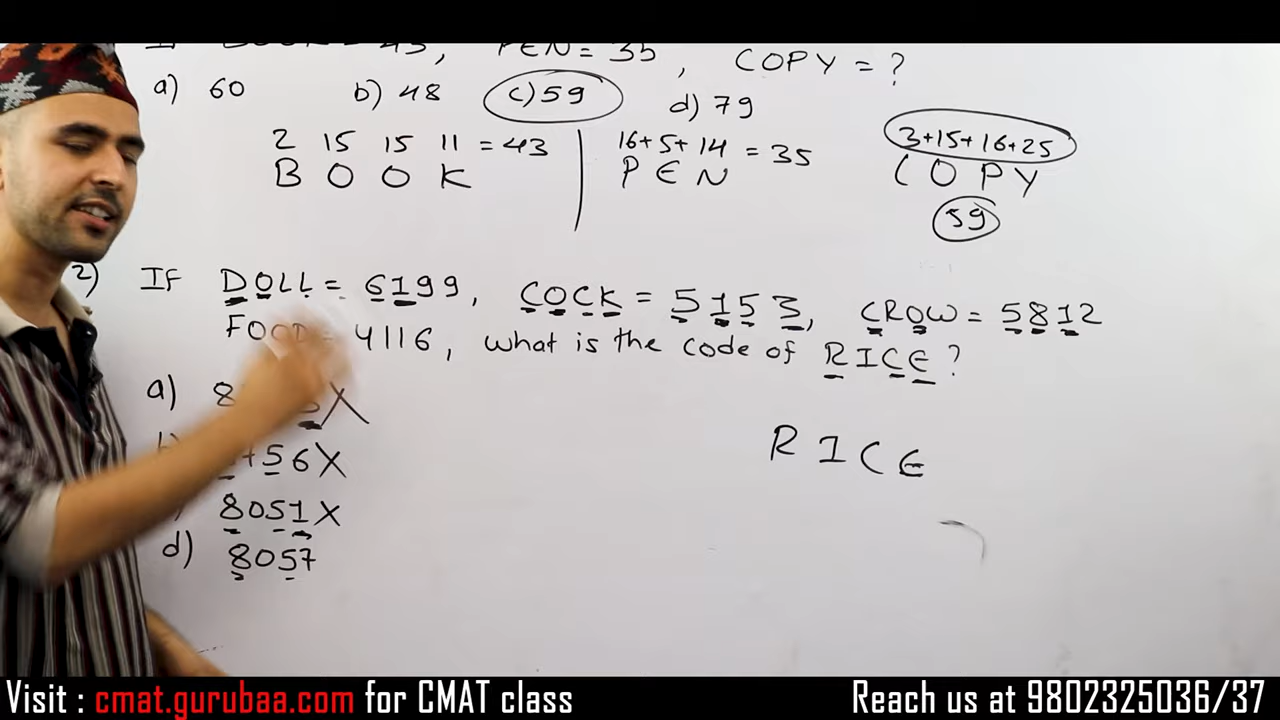 PEN = 35 , COPY = ?
a) 60 b) 48 c) 59 d) 79
2 15 15 11 = 43 16+5+14 = 35 3+15+16+25
B O O K P E N C O P Y
59
2) IF DOLL = 6199, COCK = 5153, CROW = 5812
FOOD = 4116, what is the code of RICE ?
a) 8 X
56X
8051X
d) 8057
R I C E
Visit : cmat.gurubaa.com for CMAT class Reach us at 9802325036/37